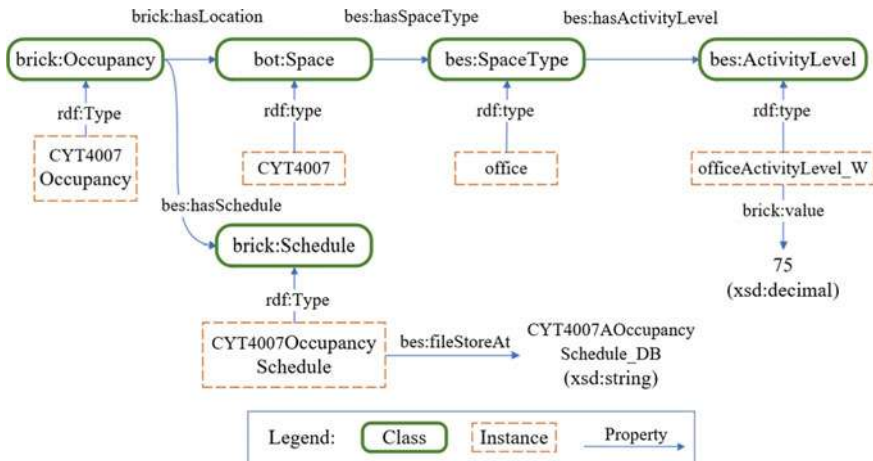 brick:hasLocation
bes:hasSpaceType
bes:hasActivityLevel
brick:Occupancy
bot:Space
bes:SpaceType
bes:ActivityLevel
rdf:Type
rdf:type
rdf:type
rdf:type
CYT4007
Occupancy
CYT4007
office
officeActivityLevel_W
bes:hasSchedule
brick:value
brick:Schedule
75
(xsd:decimal)
rdf:Type
CYT4007Occupancy
Schedule
bes:fileStoreAt
CYT4007AOccupancy
Schedule_DB
(xsd:string)
Legend:
Class
Instance
Property